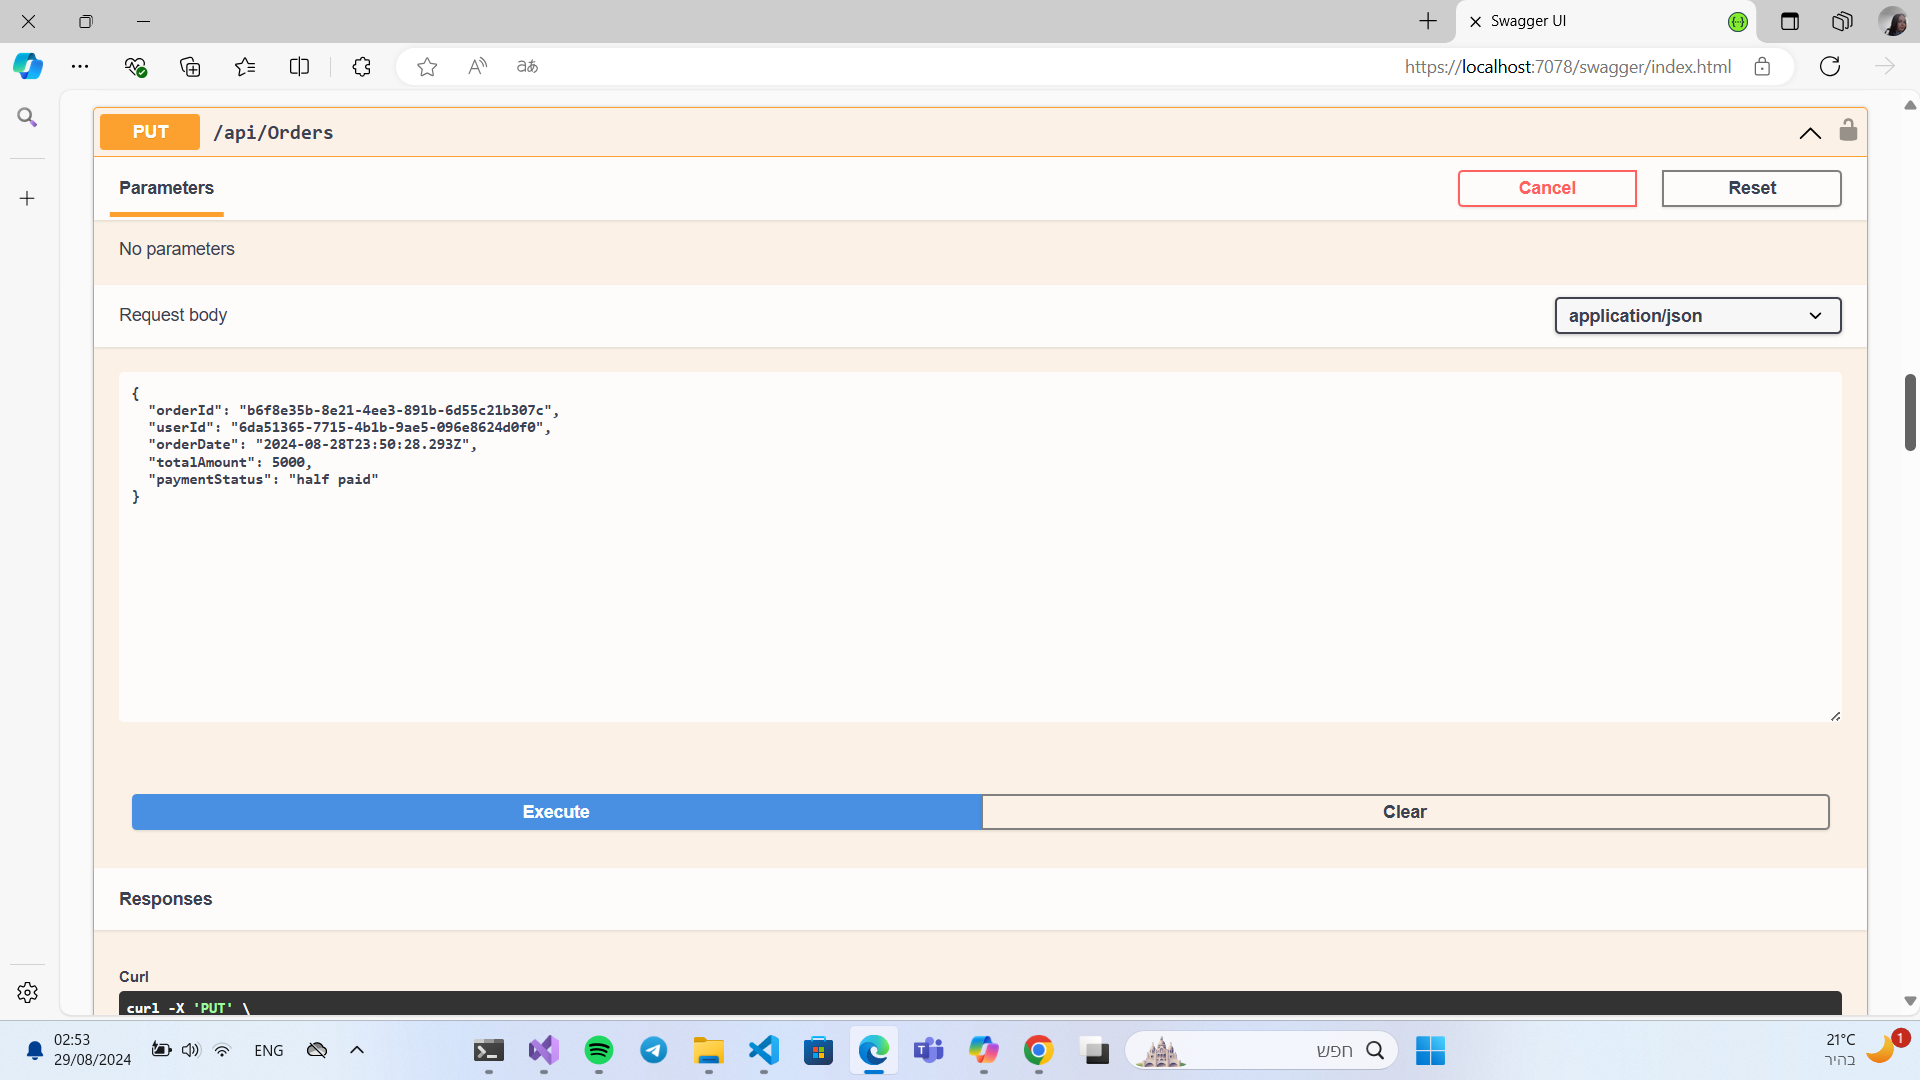 Swagger UI
https://localhost:7078/swagger/index.html
PUT /api/Orders
Parameters
Cancel
Reset
No parameters
Request body
application/json
{
"orderId": "b6f8e35b-8e21-4ee3-891b-6d55c21b307c",
"userId": "6da51365-7715-4b1b-9ae5-096e8624d0f0",
"orderDate": "2024-08-28T23:50:28.293Z",
"totalAmount": 5000,
"paymentStatus": "half paid"
}
Execute
Clear
Responses
Curl
curl -X 'PUT' \
02:53
29/08/2024
ENG
חפש
21°C
בהיר
1